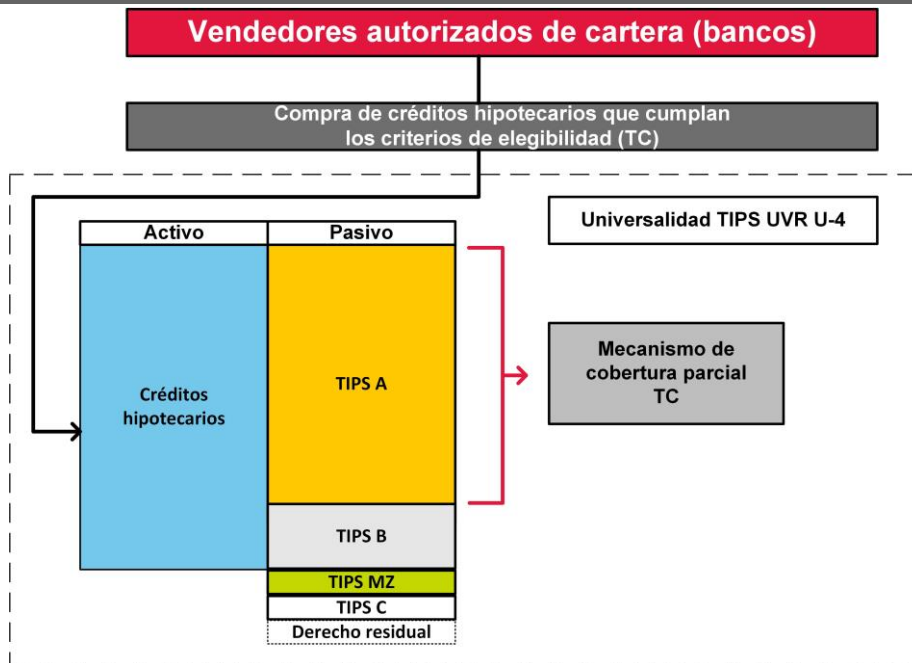 Vendedores autorizados de cartera (bancos)
Compra de créditos hipotecarios que cumplan
los criterios de elegibilidad (TC)
Universalidad TIPS UVR U-4
Activo
Pasivo
Créditos
hipotecarios
TIPS A
TIPS B
TIPS MZ
TIPS C
Derecho residual
Mecanismo de
cobertura parcial
TC